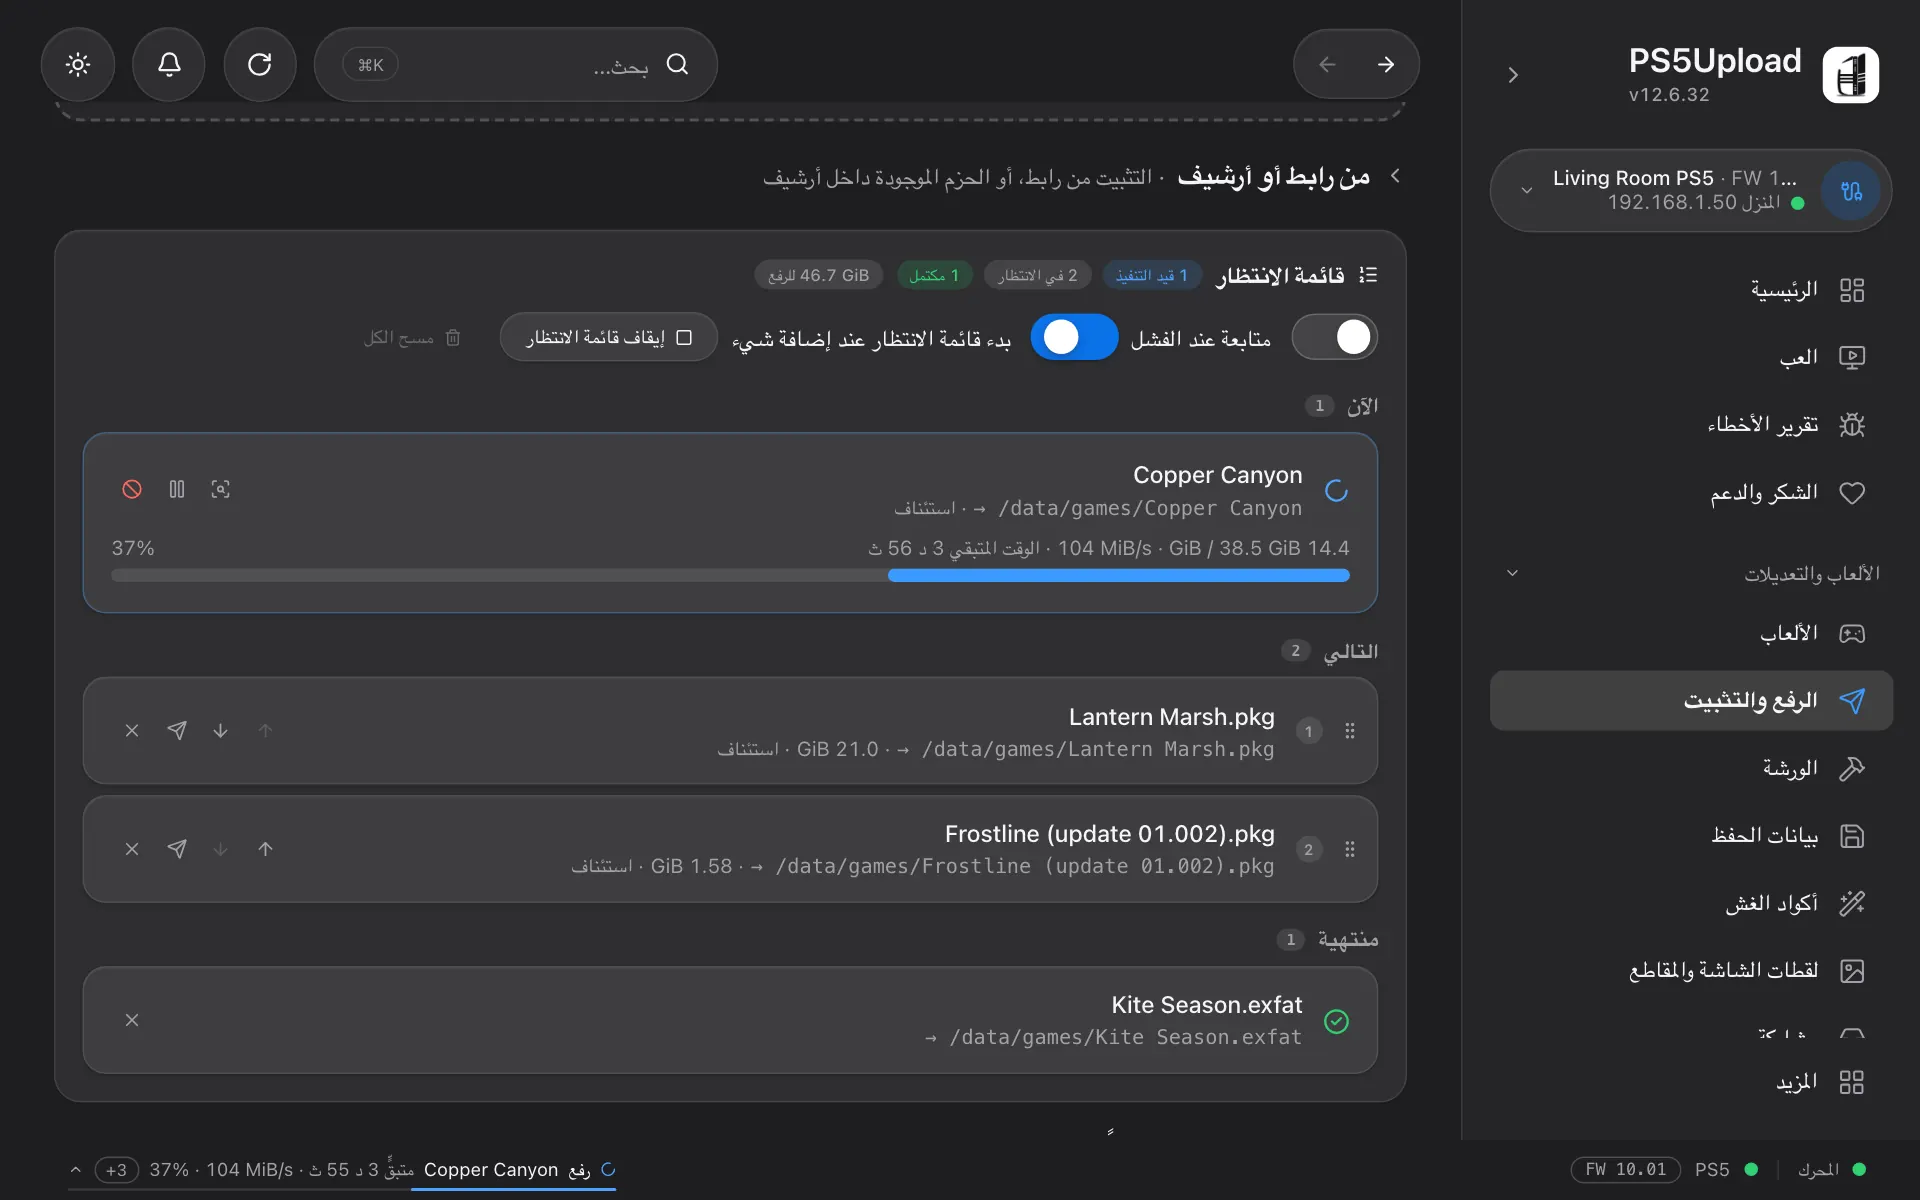 PS5Upload
v12.6.32
Living Room PS5 · FW 1...
المنزل 192.168.1.50
الرئيسية
العب
تقرير الأخطاء
الشكر والدعم
الألعاب والتعديلات
الألعاب
الرفع والتثبيت
الورشة
بيانات الحفظ
أكواد الغش
لقطات الشاشة والمقاطع
المزيد
بحث...
⌘K
من رابط أو أرشيف · التثبيت من رابط، أو الحزم الموجودة داخل أرشيف
قائمة الانتظار 1 قيد التنفيذ 2 في الانتظار 1 مكتمل 46.7 GiB للرفع
متابعة عند الفشل بدء قائمة الانتظار عند إضافة شيء إيقاف قائمة الانتظار مسح الكل
الآن 1
Copper Canyon
→ /data/games/Copper Canyon · استئناف
14.4 GiB / 38.5 GiB · 104 MiB/s · الوقت المتبقي 3 د 56 ث
37%
التالي 2
1 Lantern Marsh.pkg
→ /data/games/Lantern Marsh.pkg · 21.0 GiB · استئناف
2 Frostline (update 01.002).pkg
→ /data/games/Frostline (update 01.002).pkg · 1.58 GiB · استئناف
منتهية 1
Kite Season.exfat
→ /data/games/Kite Season.exfat
المحرك PS5 FW 10.01
رفع Copper Canyon متبقٍّ 3 د 55 ث · 104 MiB/s · 37% +3